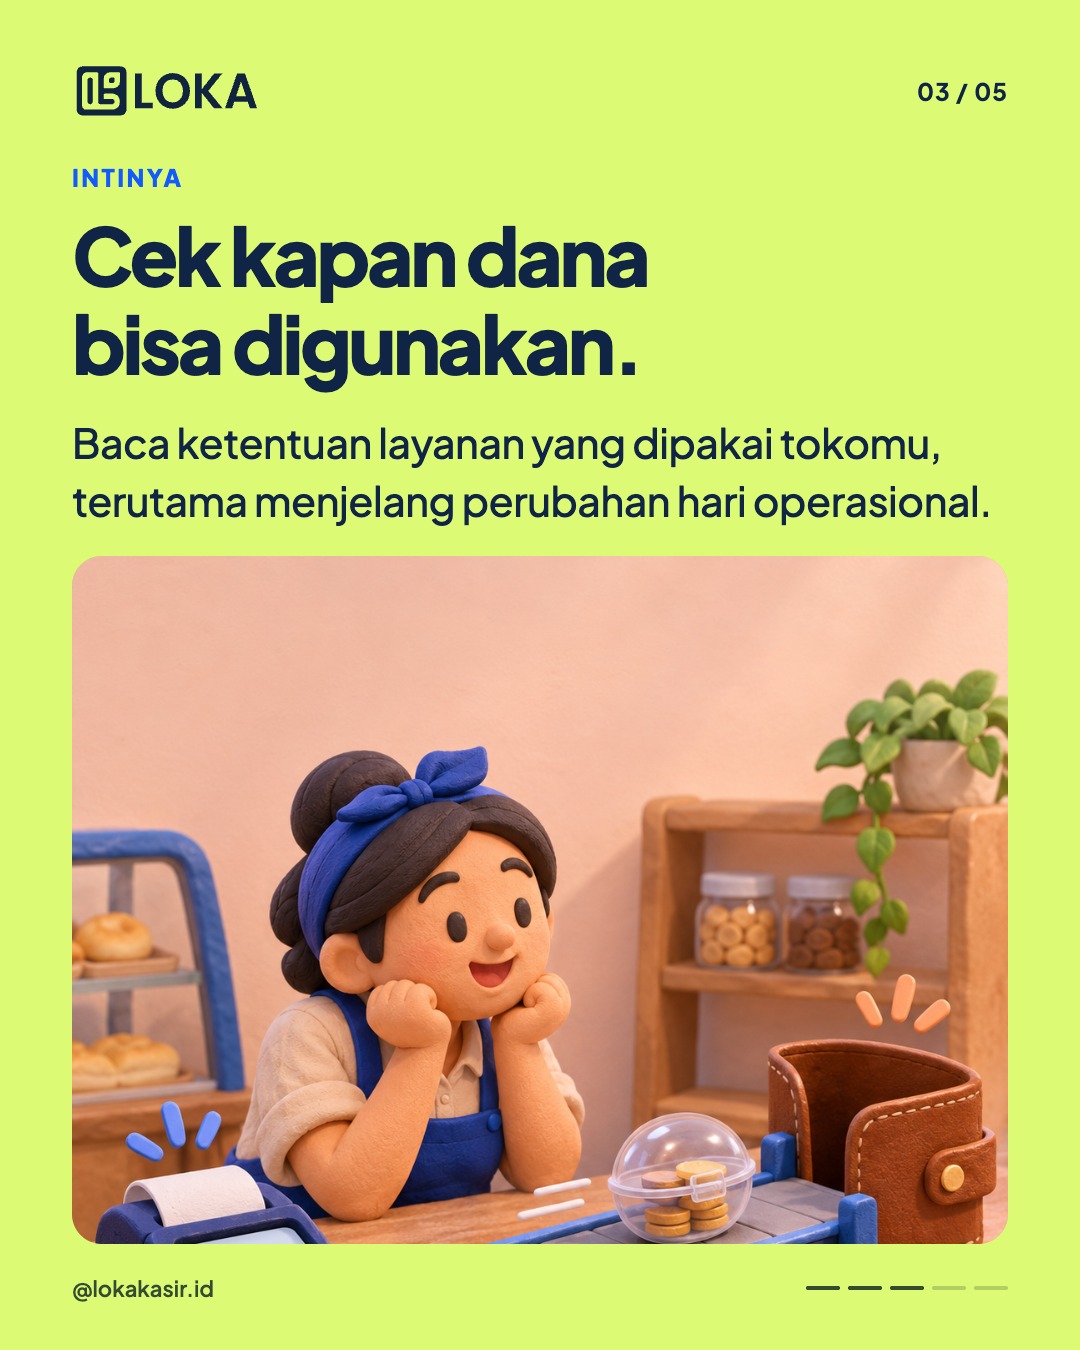 LOKA
03 / 05
INTINYA
Cek kapan dana
bisa digunakan.
Baca ketentuan layanan yang dipakai tokomu,
terutama menjelang perubahan hari operasional.
@lokakasir.id